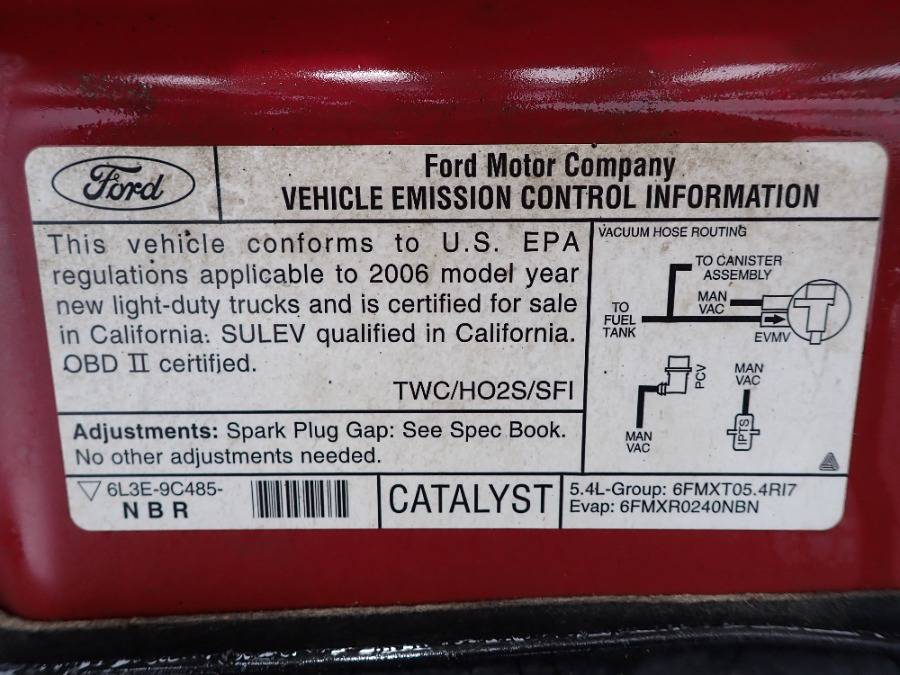 Ford
Ford Motor Company
VEHICLE EMISSION CONTROL INFORMATION
This vehicle conforms to U.S. EPA
regulations applicable to 2006 model year
new light-duty trucks and is certified for sale
in California. SULEV qualified in California.
OBD II certified.
TWC/HO2S/SFI
Adjustments: Spark Plug Gap: See Spec Book.
No other adjustments needed.
VACUUM HOSE ROUTING
TO CANISTER
ASSEMBLY
MAN
VAC
TO
FUEL
TANK
EVMV
PCV
MAN
VAC
MAN
VAC
IPTS
6L3E-9C485-
NBR
CATALYST
5.4L-Group: 6FMXT05.4RI7
Evap: 6FMXR0240NBN